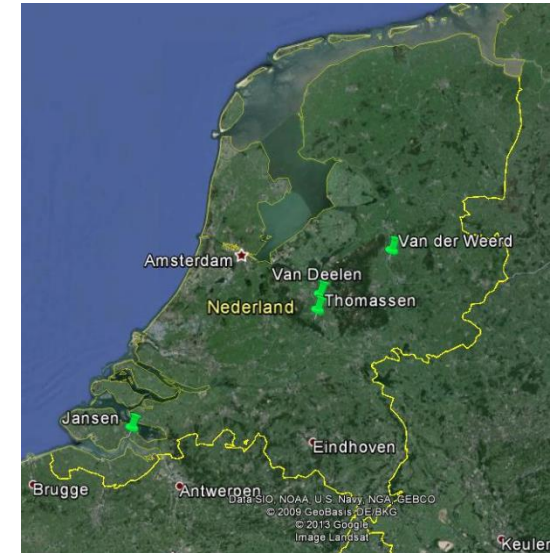 Van der Weerd
Amsterdam
Van Deelen
Nederland
Thomassen
Jansen
Eindhoven
Brugge
Antwerpen
Data SIO, NOAA, U.S. Navy, NGA, GEBCO
© 2009 GeoBasis-DE/BKG
© 2013 Google
Image Landsat
Keulen